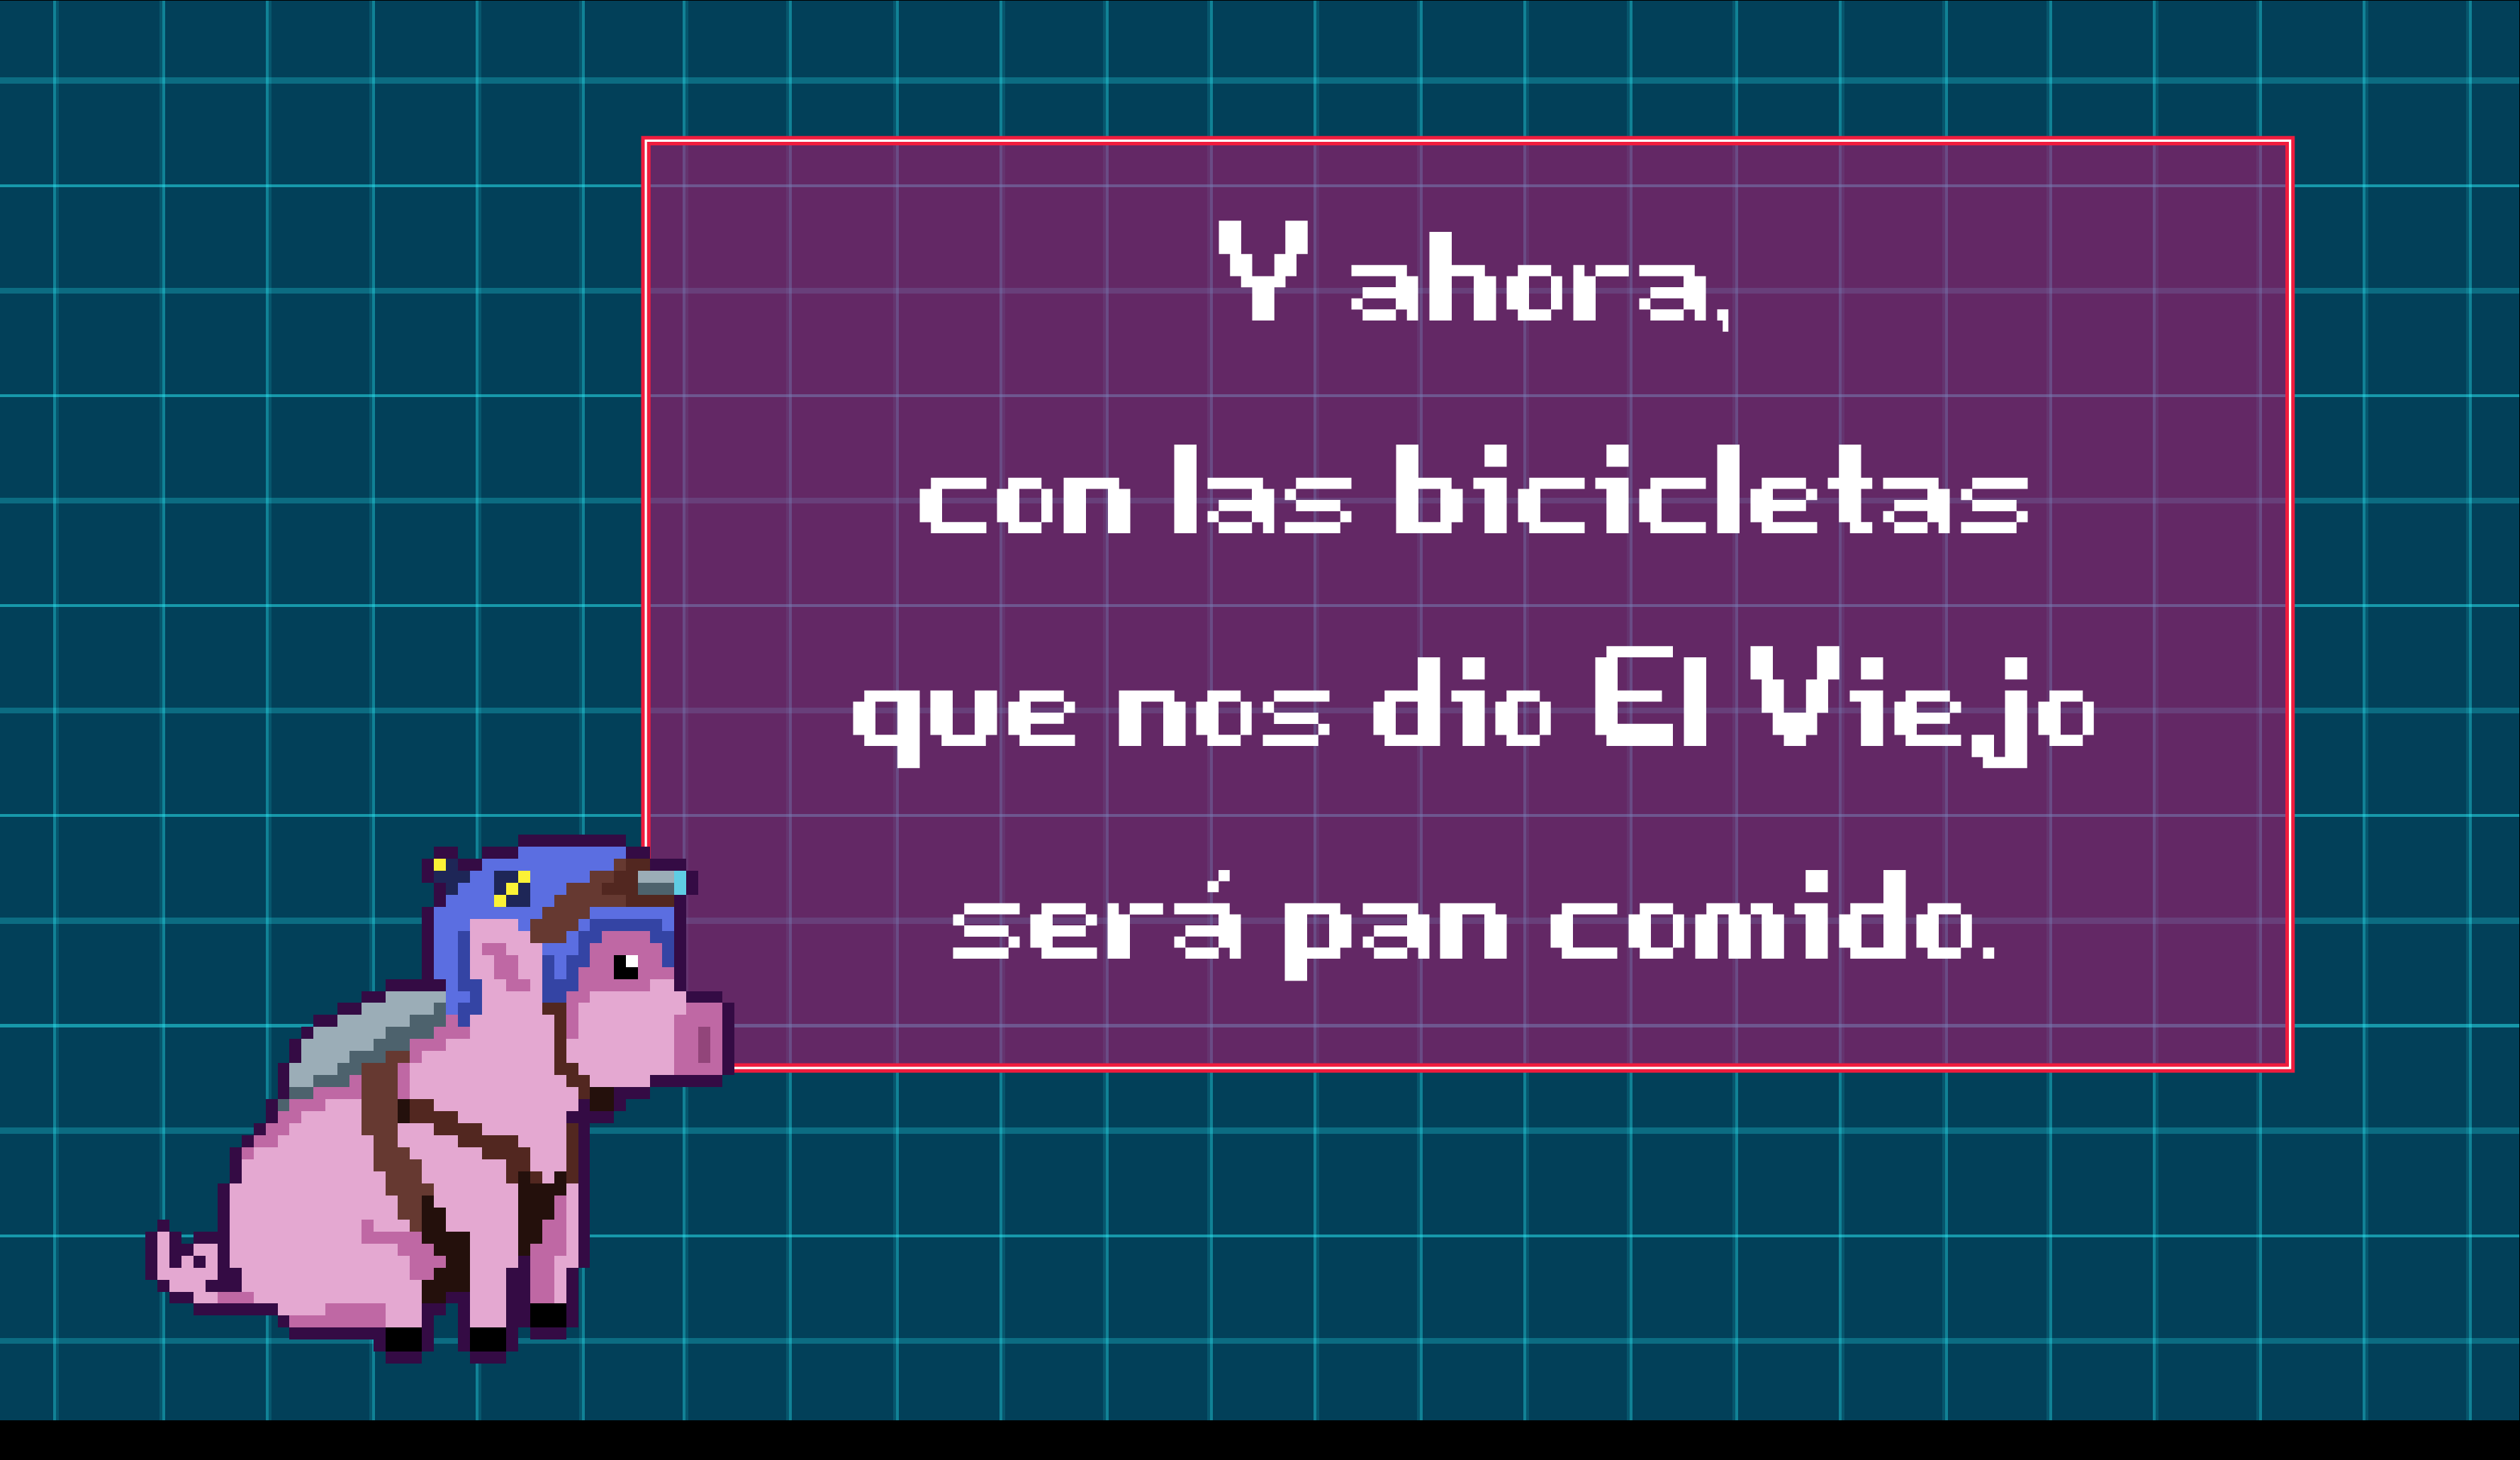 Y ahora,
con las bicicletas
que nos dio El Viejo
será pan comido.